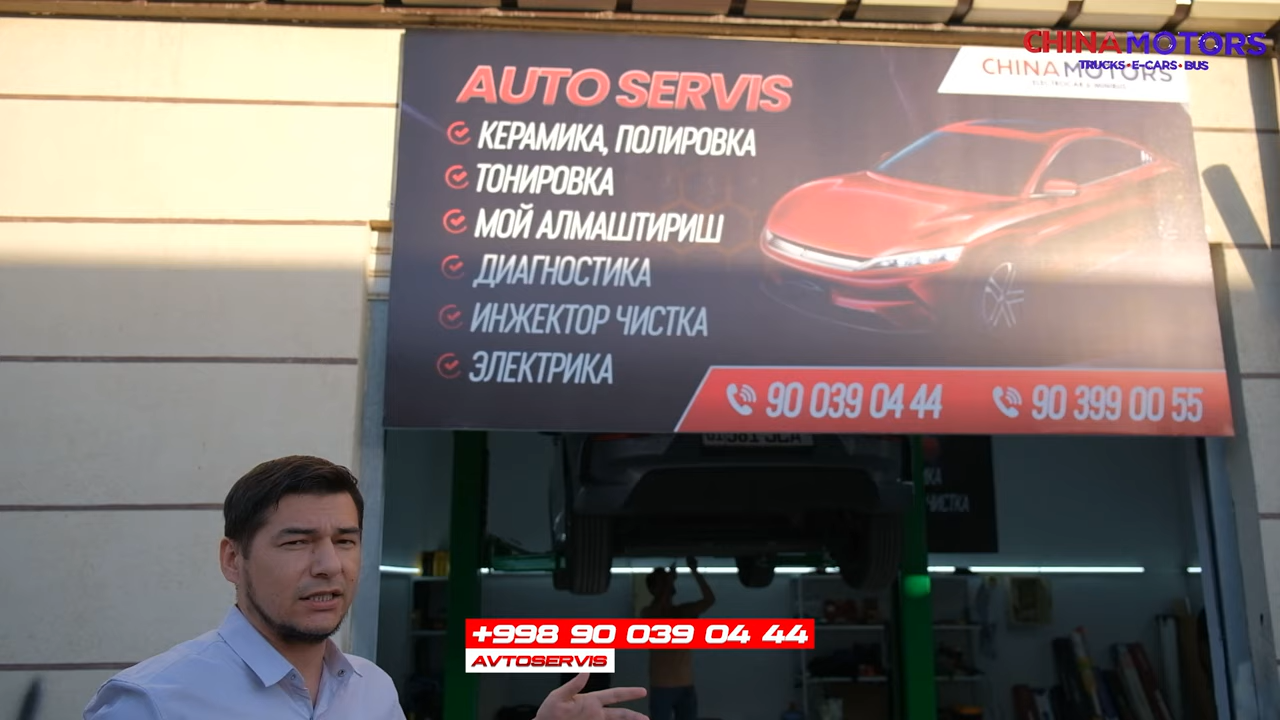 CHINA MOTORS
TRUCKS•E-CARS•BUS
CHINA MOTORS
AUTO SERVIS
КЕРАМИКА, ПОЛИРОВКА
ТОНИРОВКА
МОЙ АЛМАШТИРИШ
ДИАГНОСТИКА
ИНЖЕКТОР ЧИСТКА
ЭЛЕКТРИКА
90 039 04 44
90 399 00 55
ЧИСТКА
+998 90 039 04 44
AVTOSERVIS